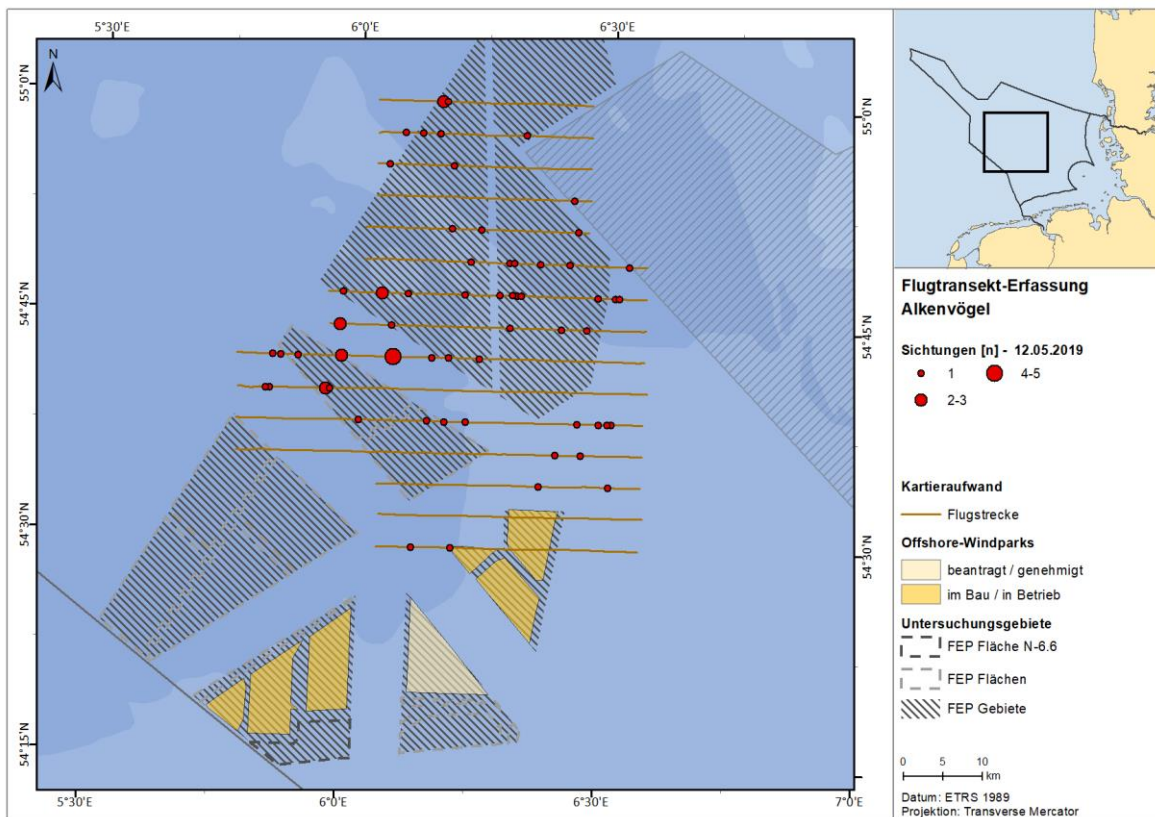 5°30'E
6°0'E
6°30'E
N
55°0'N
55°0'N
54°45'N
54°45'N
54°30'N
54°30'N
54°15'N
5°30'E
6°0'E
6°30'E
7°0'E
Flugtransekt-Erfassung
Alkenvögel
Sichtungen [n] - 12.05.2019
1
4-5
2-3
Kartieraufwand
Flugstrecke
Offshore-Windparks
beantragt / genehmigt
im Bau / in Betrieb
Untersuchungsgebiete
FEP Fläche N-6.6
FEP Flächen
FEP Gebiete
0 5 10
km
Datum: ETRS 1989
Projektion: Transverse Mercator